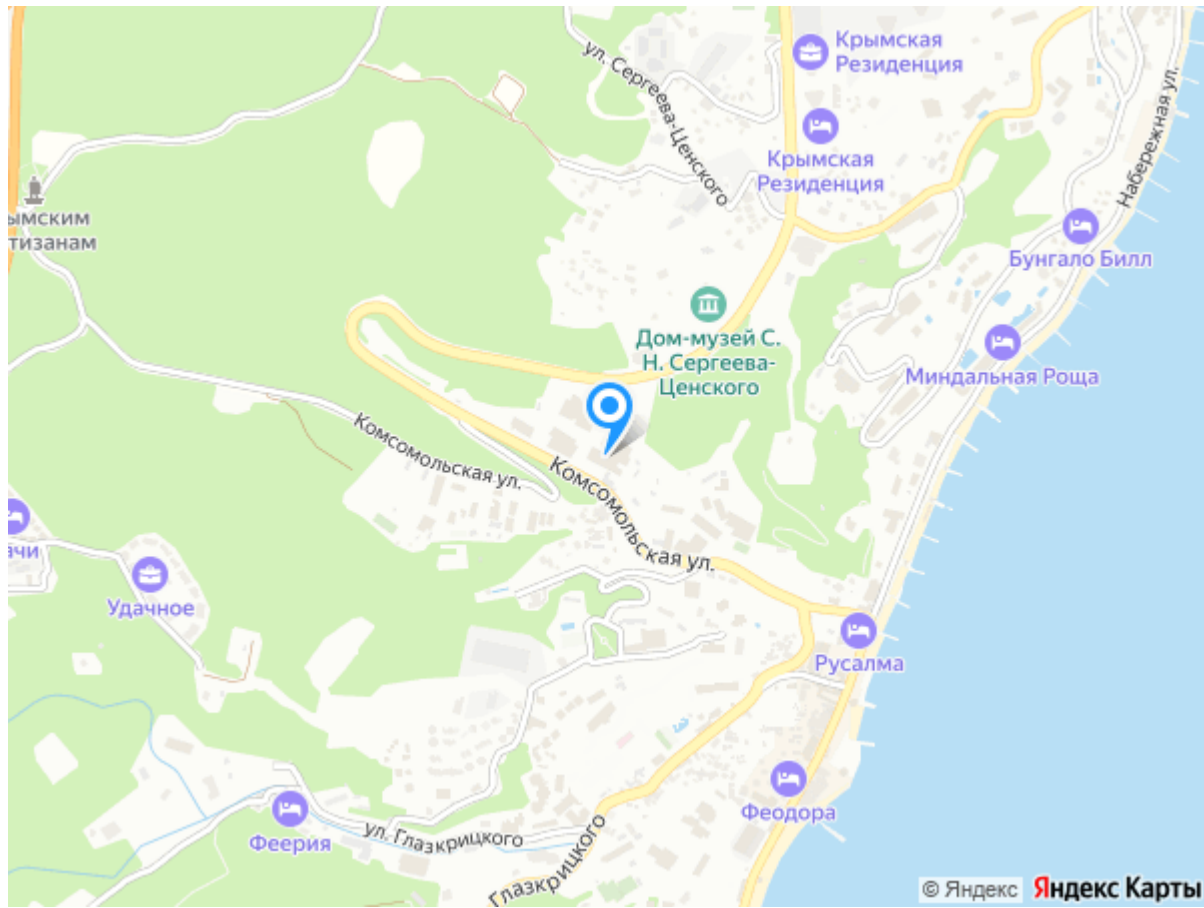 Крымская
Резиденция
ул. Сергеева-Ценского
Крымская
Резиденция
Набережная ул.
ымским
тизанам
Бунгало Билл
Дом-музей С.
Н. Сергеева-
Ценского
Миндальная Роща
Комсомольская ул.
Комсомольская ул.
ачи
Удачное
Русалма
Феодора
Феерия
ул. Глазкрицкого
Глазкрицкого
© Яндекс Яндекс Карты